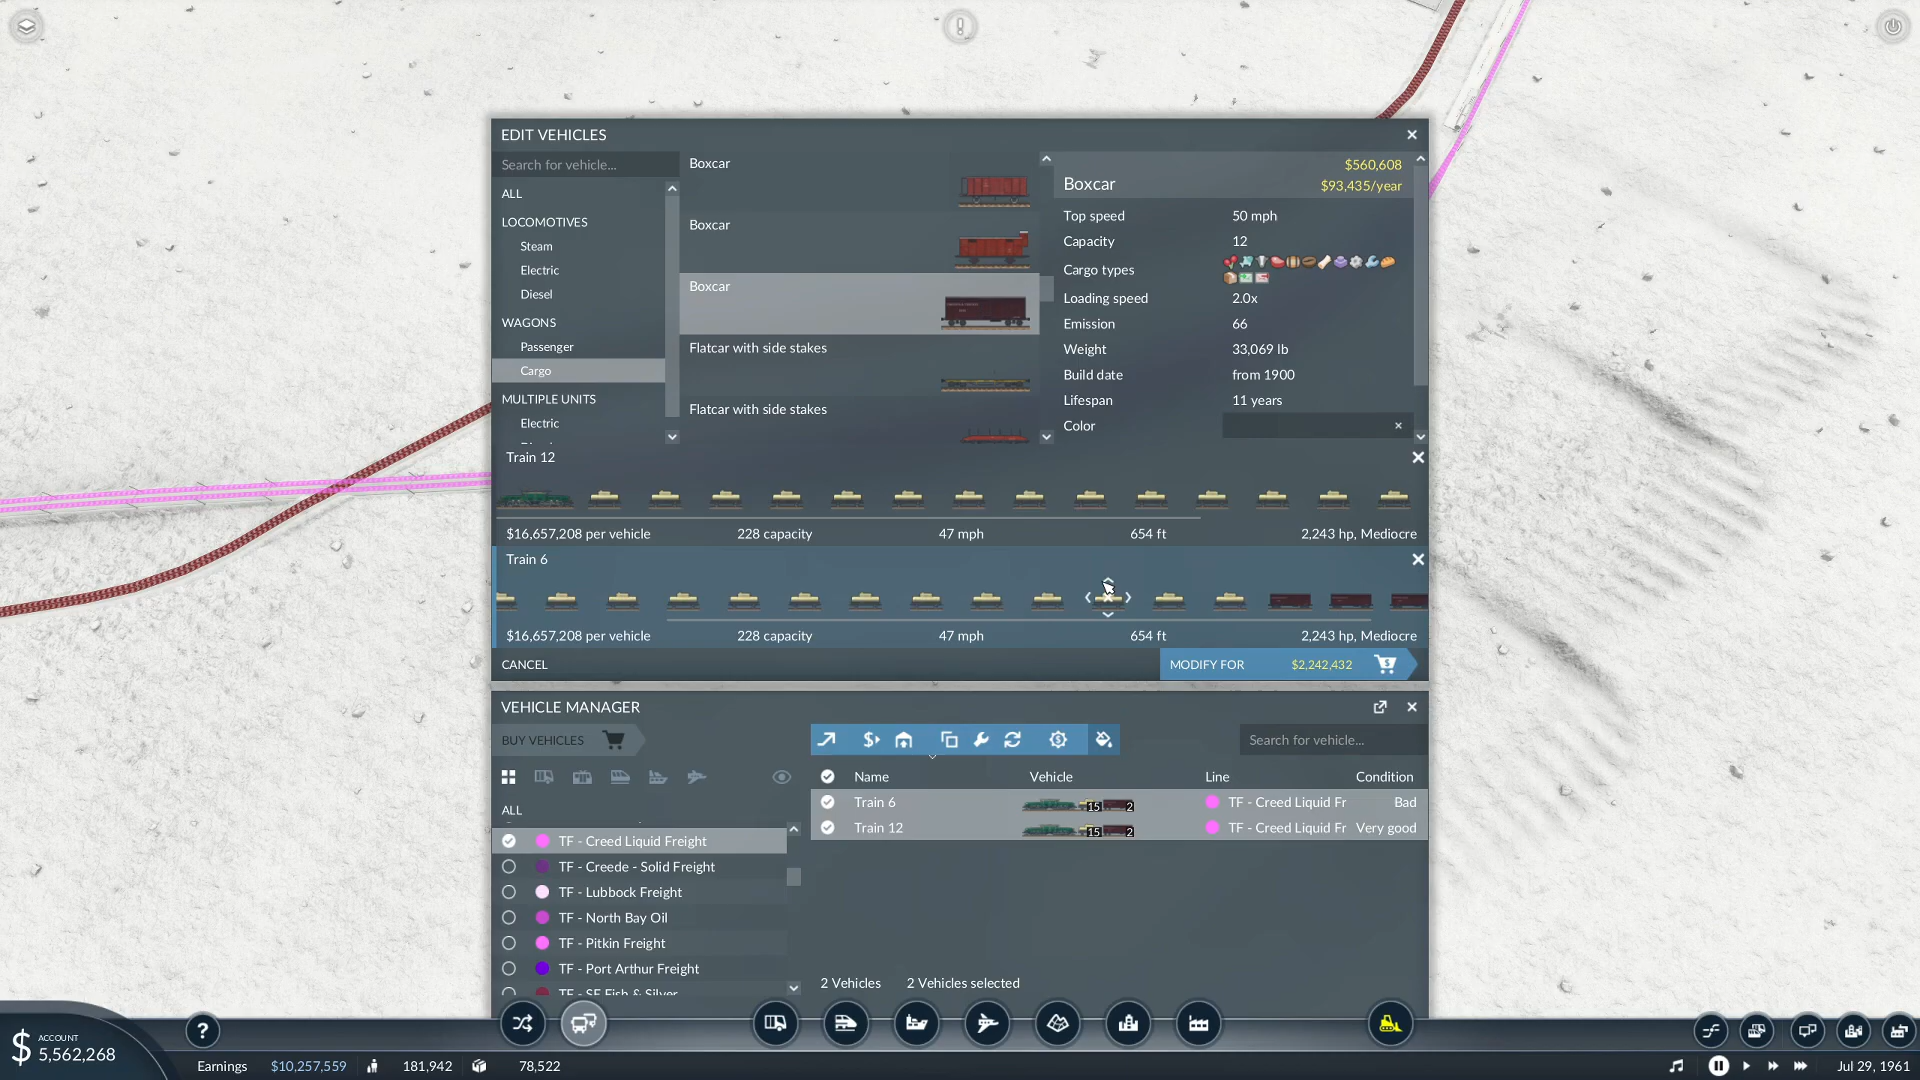 EDIT VEHICLES
Search for vehicle...
ALL
LOCOMOTIVES
Steam
Electric
Diesel
WAGONS
Passenger
Cargo
MULTIPLE UNITS
Electric
Boxcar
Boxcar
Boxcar
Flatcar with side stakes
Flatcar with side stakes
$560,608
Boxcar
$93,435/year
Top speed 50 mph
Capacity 12
Cargo types
Loading speed 2.0x
Emission 66
Weight 33,069 lb
Build date from 1900
Lifespan 11 years
Color
Train 12
$16,657,208 per vehicle 228 capacity 47 mph 654 ft 2,243 hp, Mediocre
Train 6
$16,657,208 per vehicle 228 capacity 47 mph 654 ft 2,243 hp, Mediocre
CANCEL
MODIFY FOR $2,242,432
VEHICLE MANAGER
BUY VEHICLES
Search for vehicle...
ALL
TF - Creed Liquid Freight
TF - Creede - Solid Freight
TF - Lubbock Freight
TF - North Bay Oil
TF - Pitkin Freight
TF - Port Arthur Freight
TF - SF Fish & Silver
Name Vehicle Line Condition
Train 6 15 2 TF - Creed Liquid Fr Bad
Train 12 15 2 TF - Creed Liquid Fr Very good
2 Vehicles 2 Vehicles selected
$ ACCOUNT
5,562,268
?
Earnings $10,257,559 181,942 78,522
Jul 29, 1961